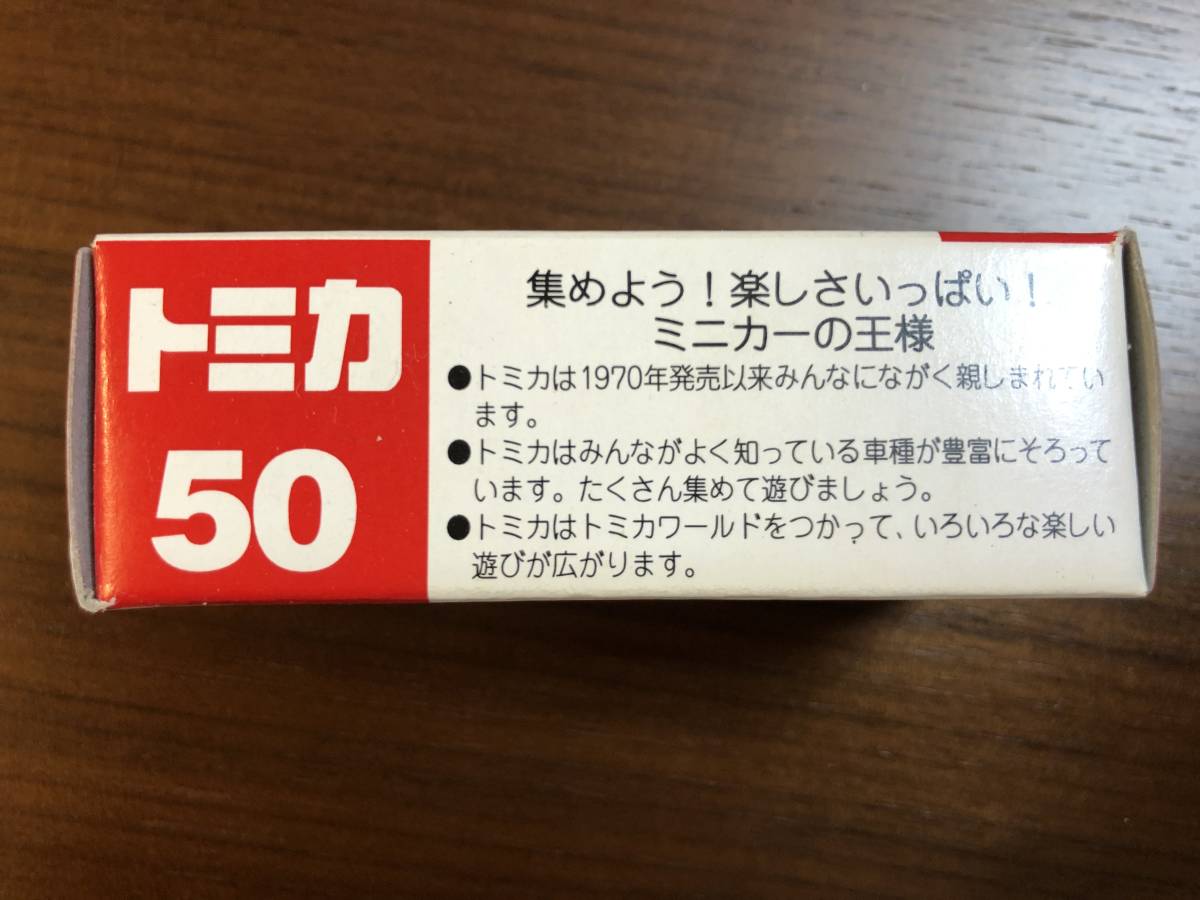 トミカ
50
集めよう！楽しさいっぱい！
ミニカーの王様
●トミカは1970年発売以来みんなにながく親しまれてい
ます。
●トミカはみんながよく知っている車種が豊富にそろって
います。たくさん集めて遊びましょう。
●トミカはトミカワールドをつかって、いろいろな楽しい
遊びが広がります。